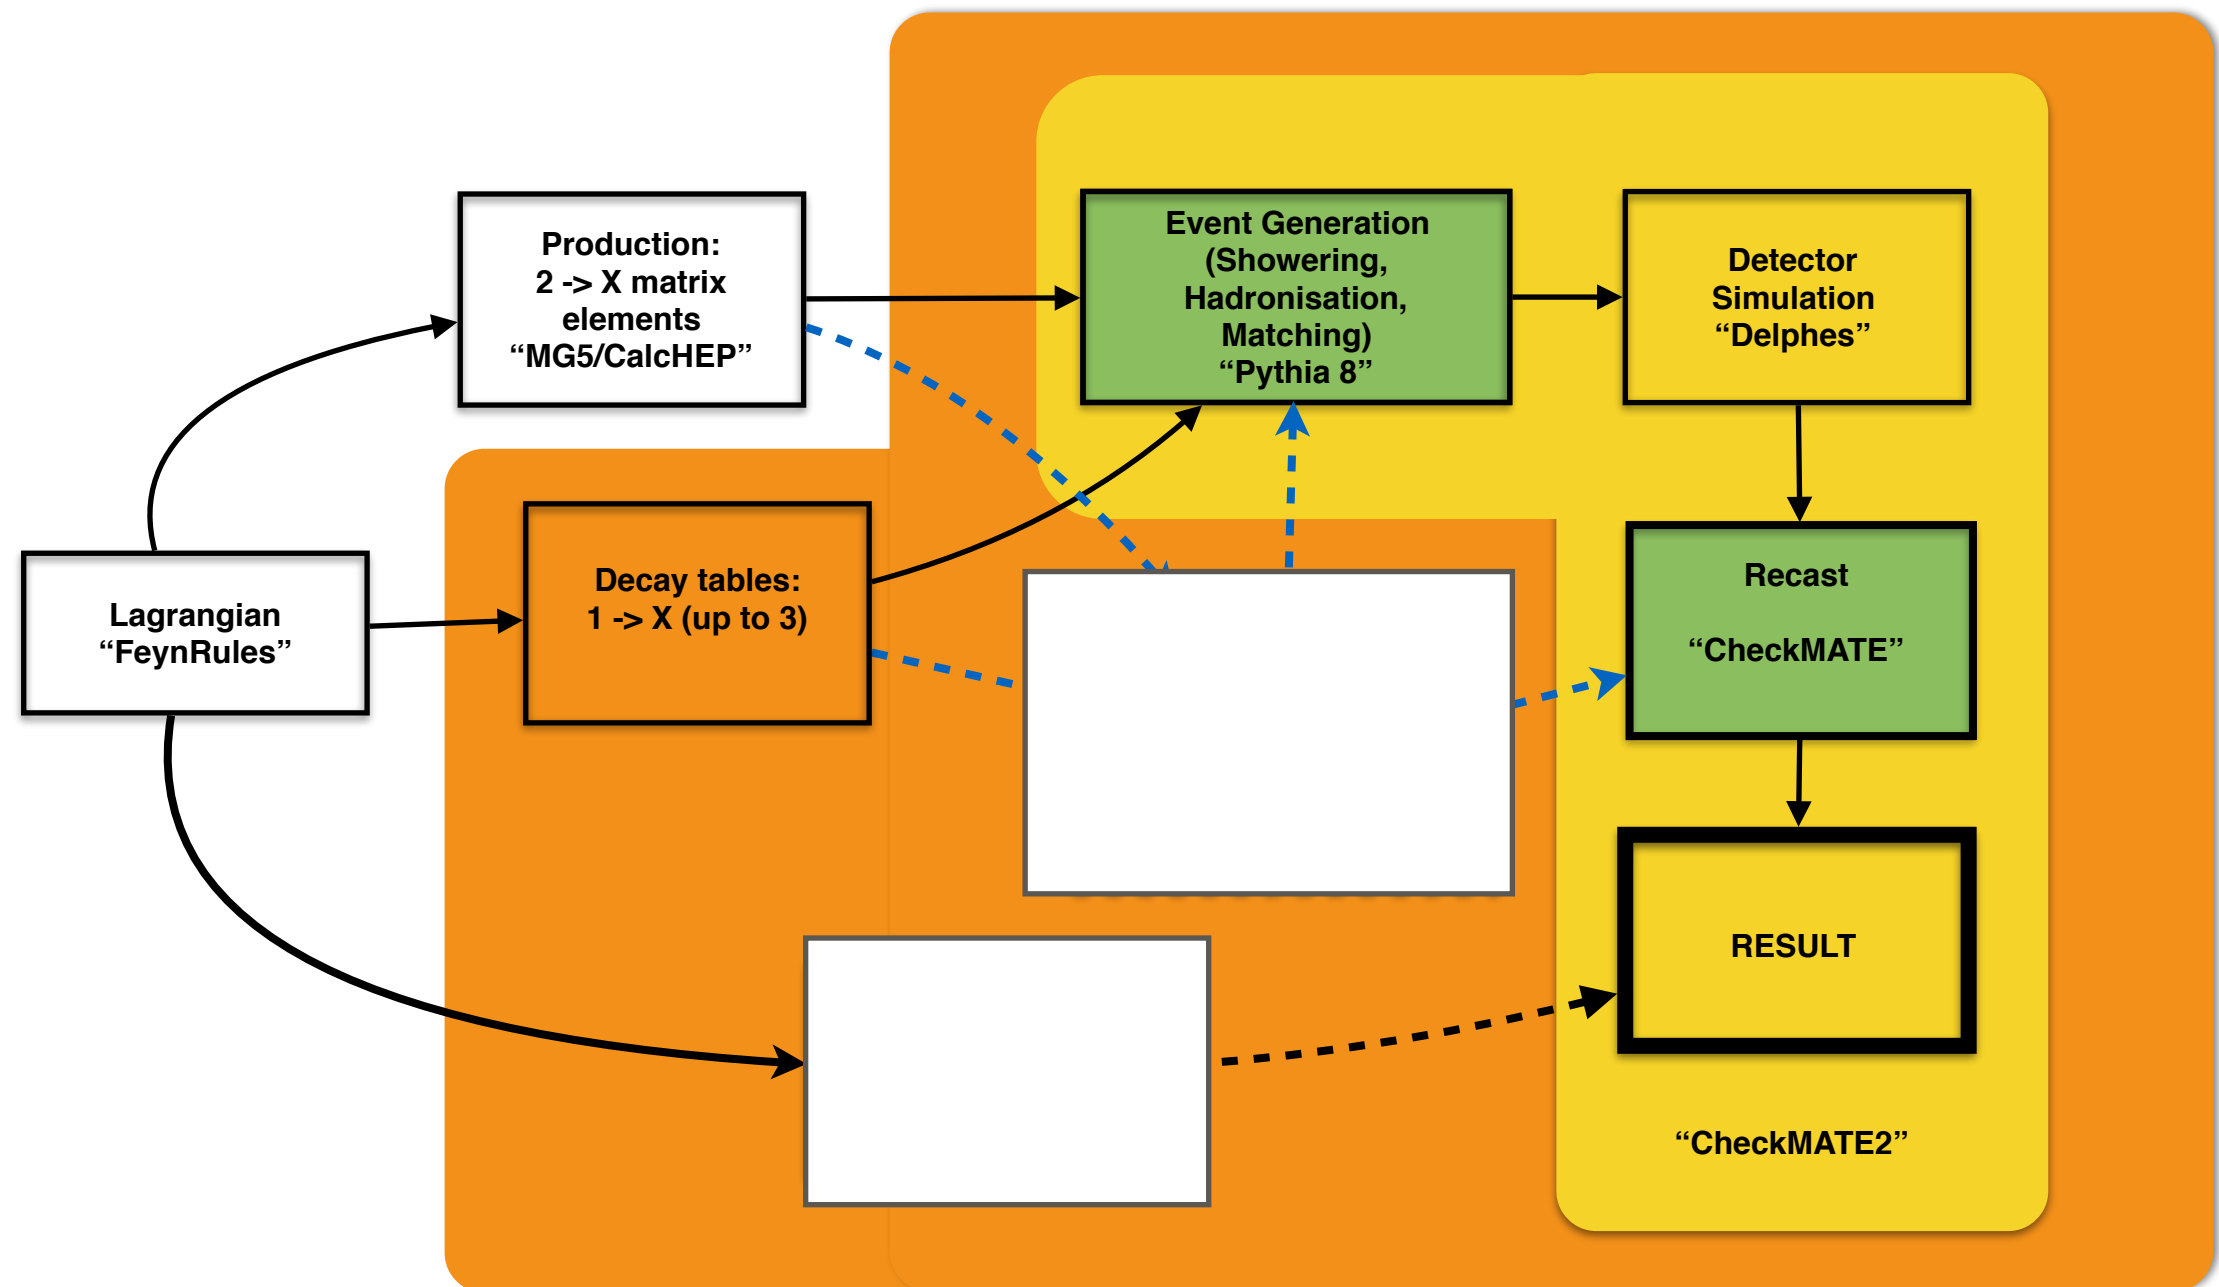 Production:
2 -> X matrix
elements
“MG5/CalcHEP”
Event Generation
(Showering,
Hadronisation,
Matching)
“Pythia 8”
Detector
Simulation
“Delphes”
Lagrangian
“FeynRules”
Decay tables:
1 -> X (up to 3)
Recast
“CheckMATE”
RESULT
“CheckMATE2”